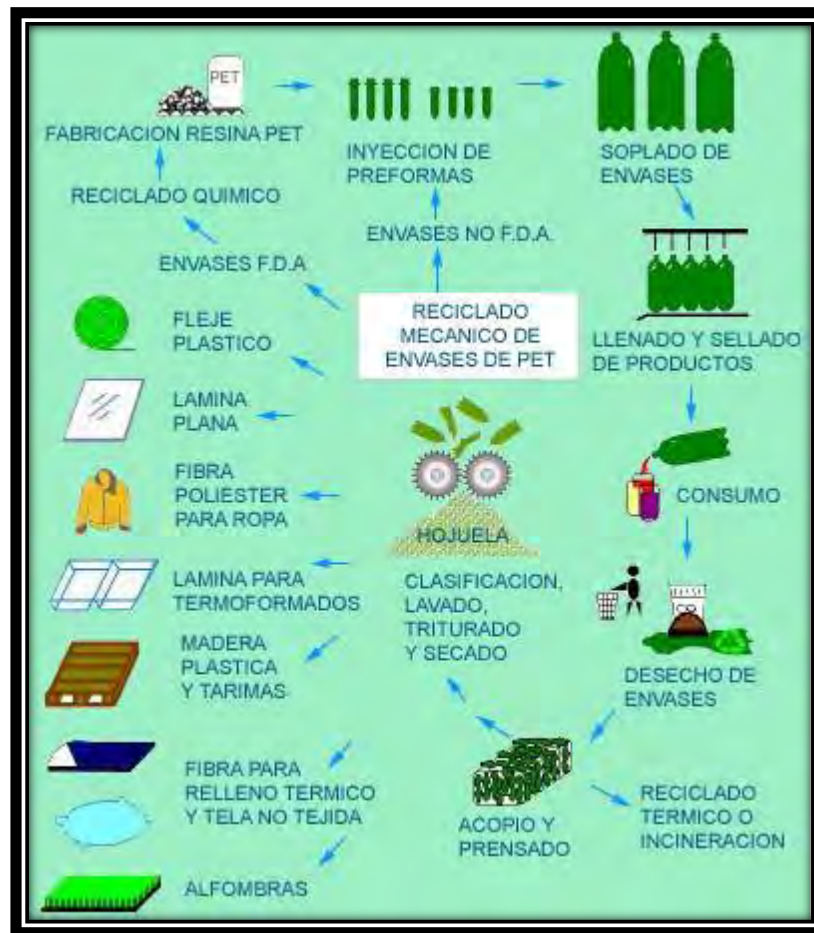 PET
FABRICACION RESINA PET
INYECCION DE
PREFORMAS
SOPLADO DE
ENVASES
RECICLADO QUIMICO
ENVASES NO F.D.A.
ENVASES F.D.A
RECICLADO
MECANICO DE
ENVASES DE PET
LLENADO Y SELLADO
DE PRODUCTOS
FLEJE
PLASTICO
LAMINA
PLANA
FIBRA
POLIESTER
PARA ROPA
CONSUMO
HOJUELA
LAMINA PARA
TERMOFORMADOS
CLASIFICACION,
LAVADO,
TRITURADO
Y SECADO
MADERA
PLASTICA
Y TARIMAS
DESECHO DE
ENVASES
FIBRA PARA
RELLENO TERMICO
Y TELA NO TEJIDA
ACOPIO Y
PRENSADO
RECICLADO
TERMICO O
INCINERACION
ALFOMBRAS